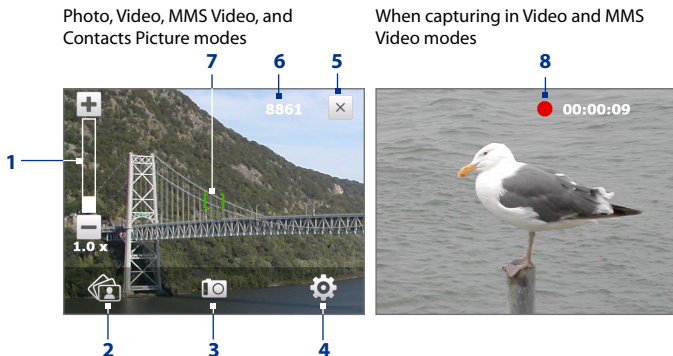 Photo, Video, MMS Video, and
Contacts Picture modes
When capturing in Video and MMS
Video modes
7
6
5
8
8861
00:00:09
1
1.0 x
2
3
4